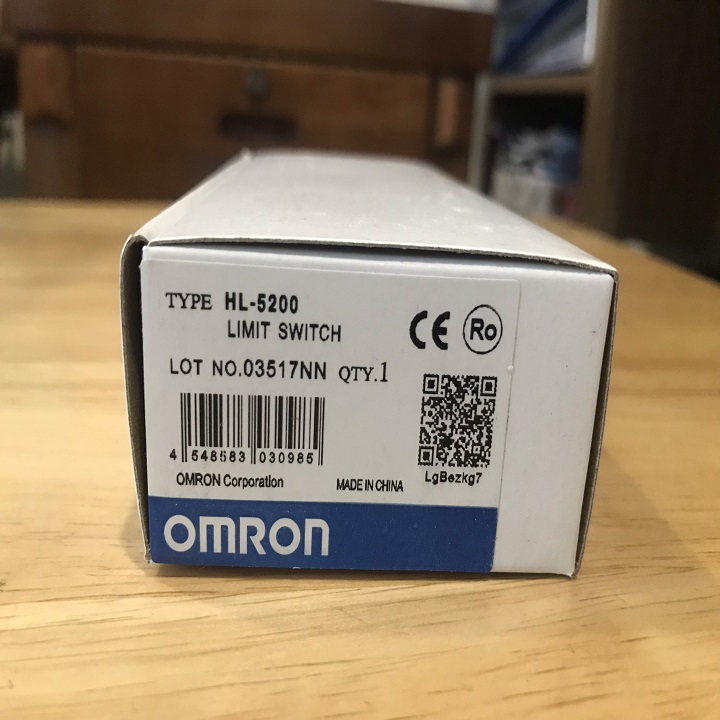 TYPE HL-5200
LIMIT SWITCH
CE Ro
LOT NO.03517NN QTY.1
4 548583 030985
LgBezkg7
OMRON Corporation MADE IN CHINA
OMRON